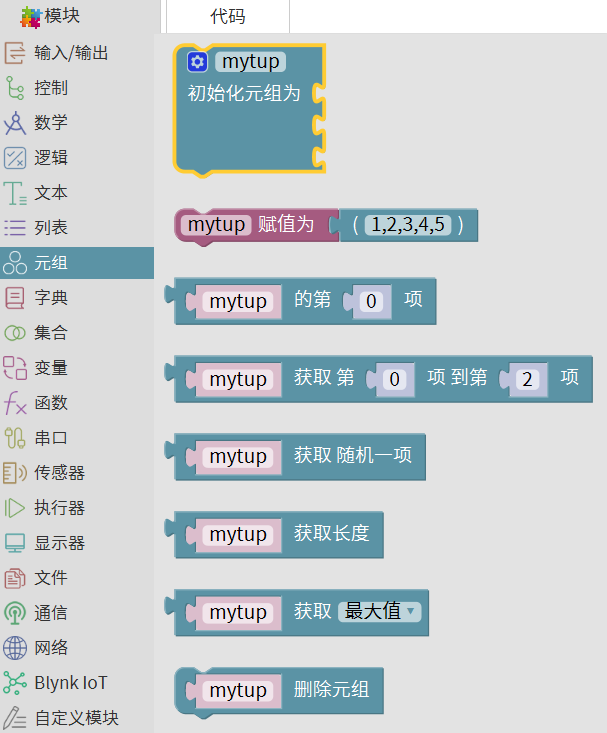 模块
代码
输入/输出
控制
数学
逻辑
文本
列表
元组
字典
集合
变量
函数
串口
传感器
执行器
显示器
文件
通信
网络
Blynk IoT
自定义模块
mytup
初始化元组为
mytup 赋值为 ( 1,2,3,4,5 )
mytup 的第 0 项
mytup 获取 第 0 项 到第 2 项
mytup 获取 随机一项
mytup 获取长度
mytup 获取 最大值
mytup 删除元组